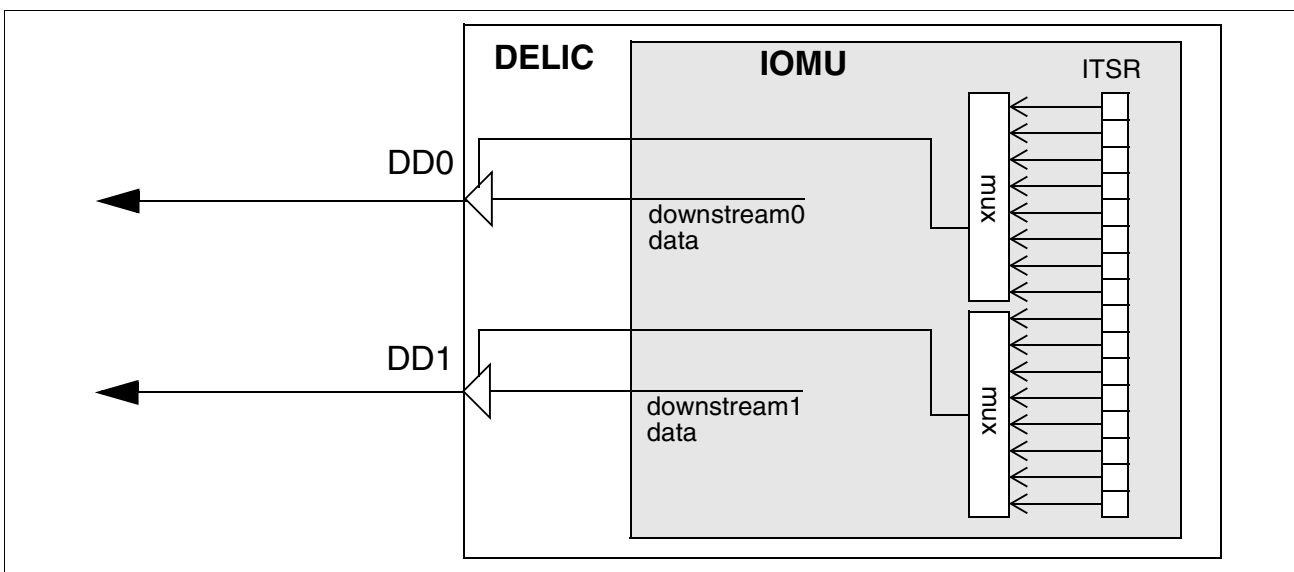 DELIC
IOMU
ITSR
DD0
mux
downstream0
data
DD1
mux
downstream1
data